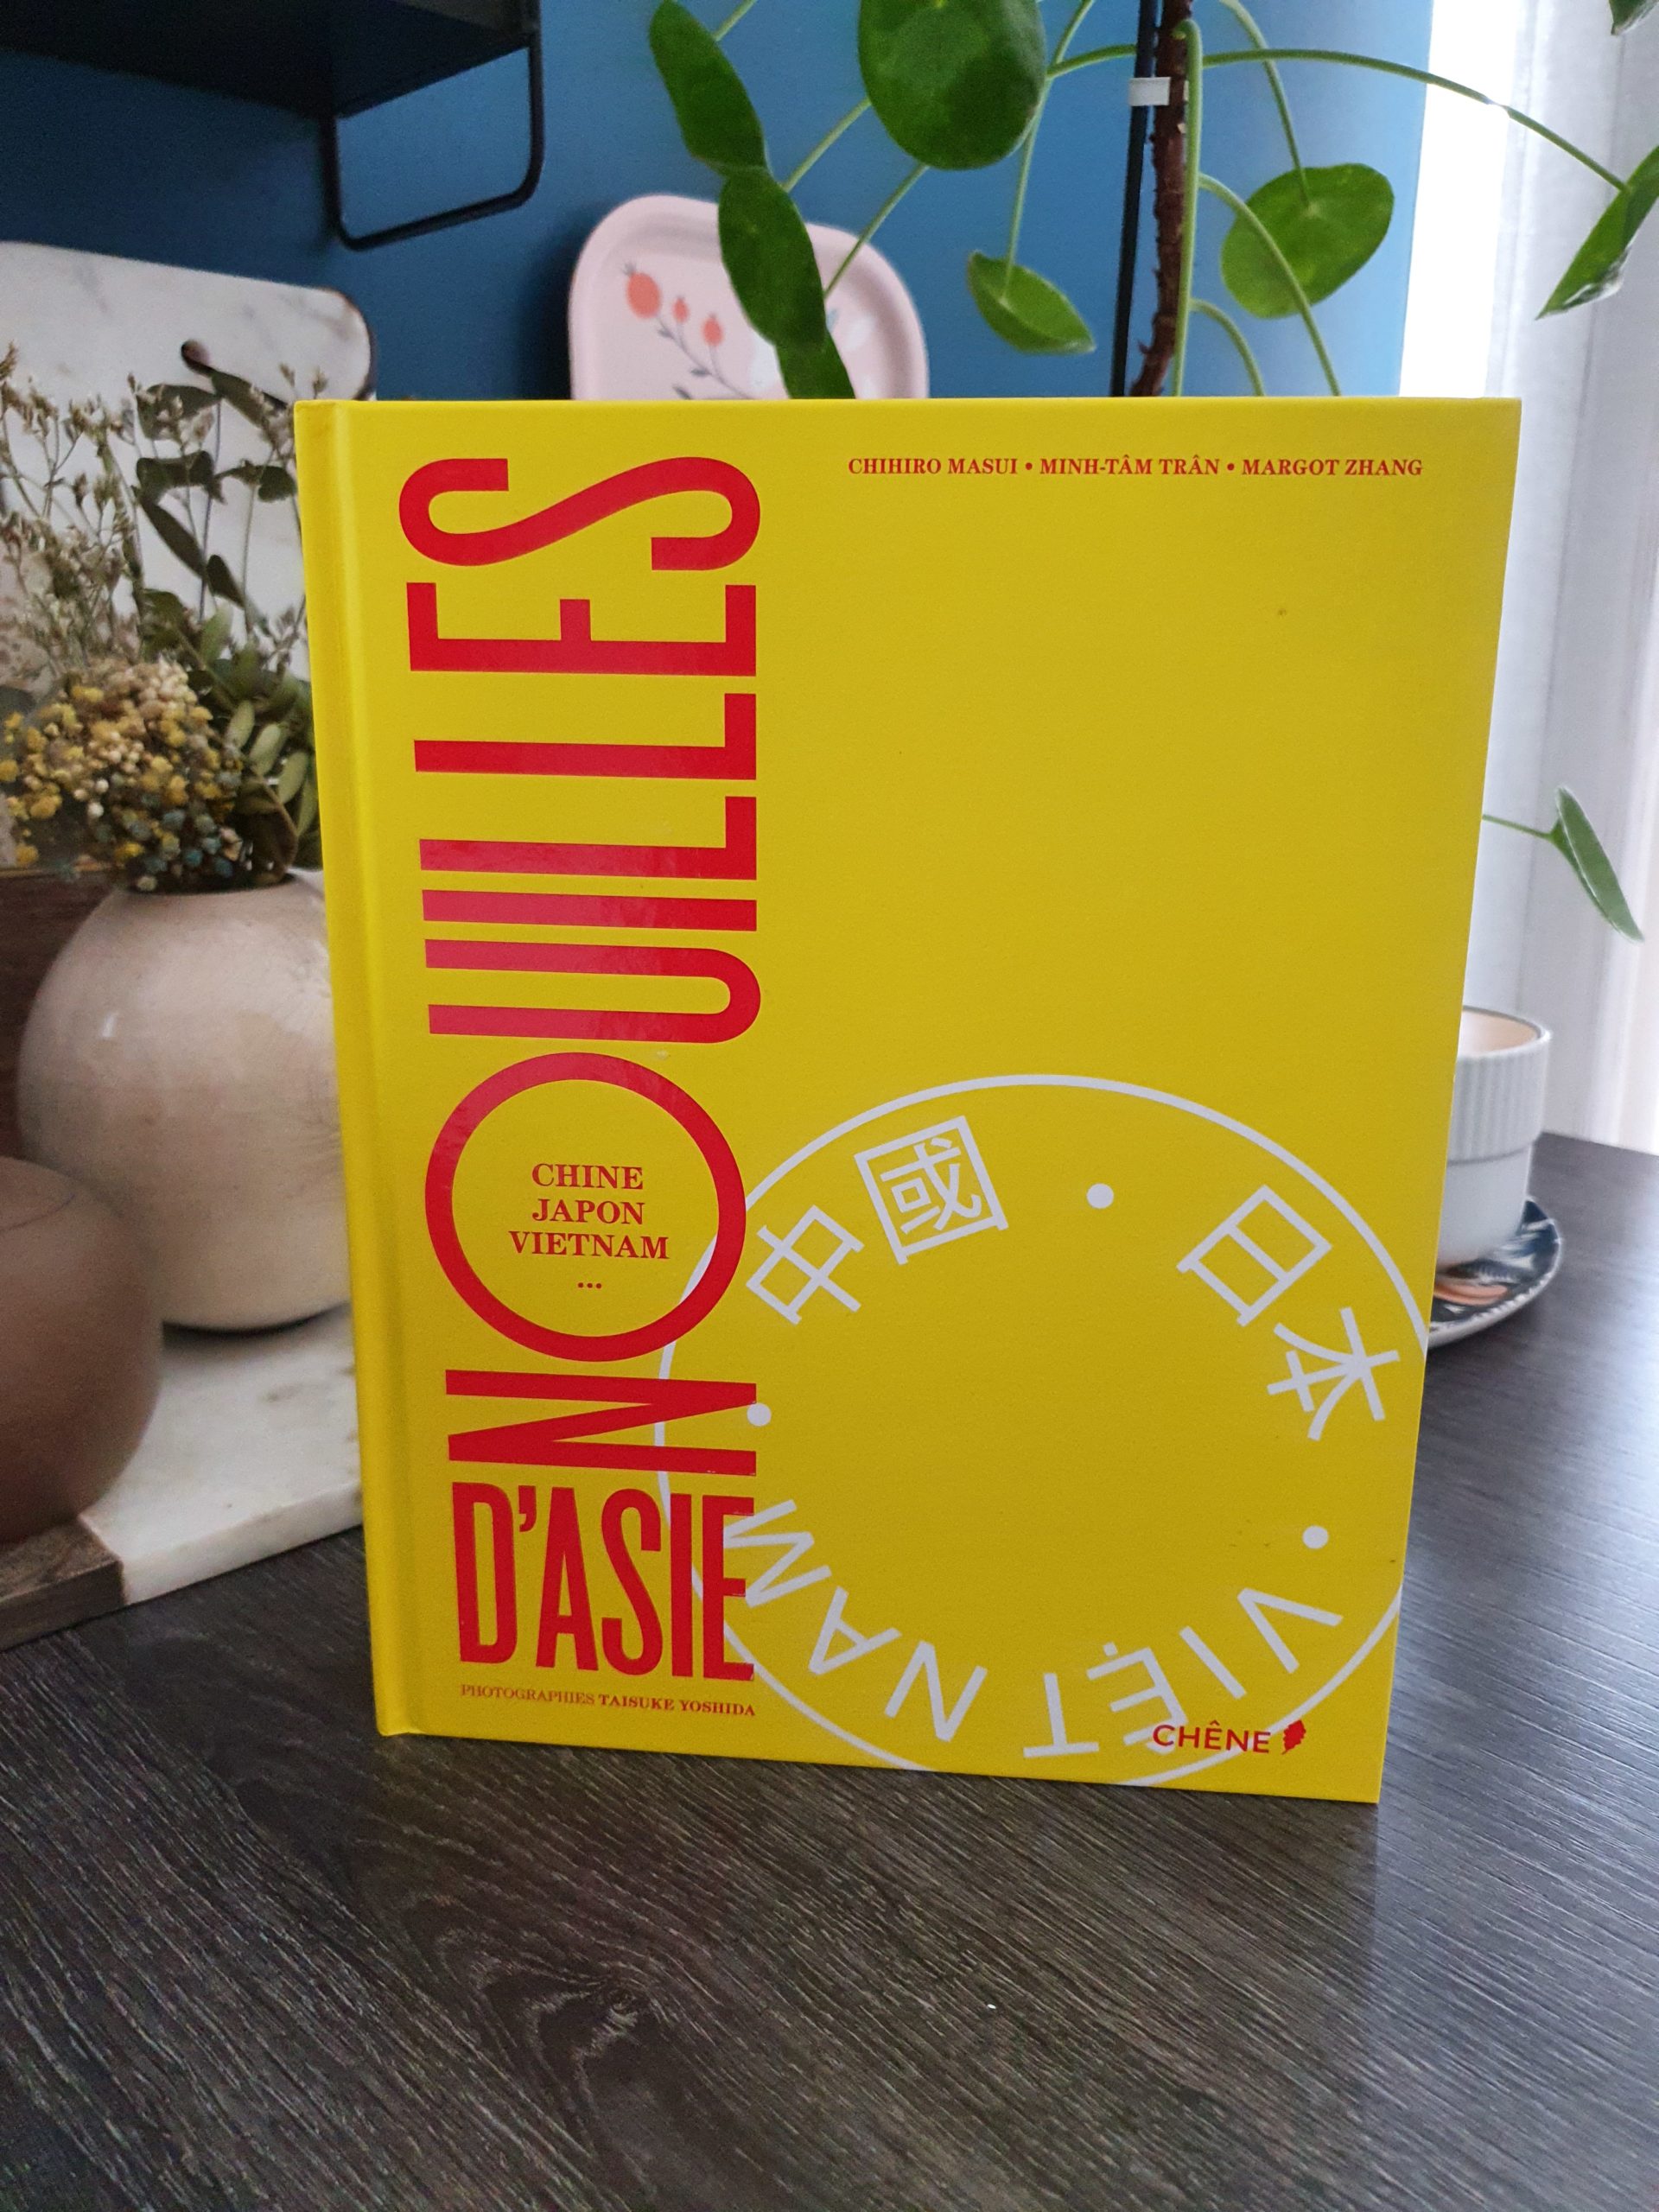 CHIHIRO MASUI • MINH-TÂM TRÂN • MARGOT ZHANG
NOUILLES
CHINE
JAPON
VIETNAM
...
D'ASIE
PHOTOGRAPHIES TAISUKE YOSHIDA
中國 • 日本 • VIỆT NAM •
CHÊNE